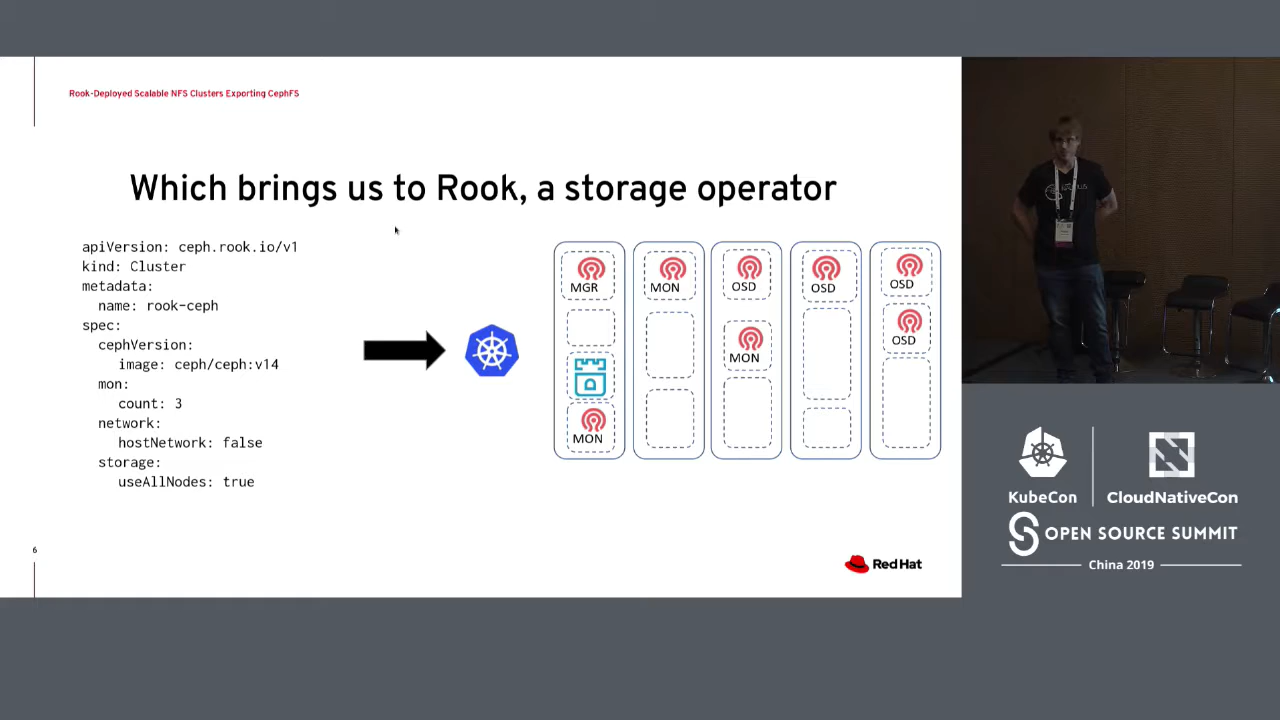 Rook-Deployed Scalable NFS Clusters Exporting CephFS
Which brings us to Rook, a storage operator
apiVersion: ceph.rook.io/v1
kind: Cluster
metadata:
  name: rook-ceph
spec:
  cephVersion:
    image: ceph/ceph:v14
  mon:
    count: 3
  network:
    hostNetwork: false
  storage:
    useAllNodes: true
MGR
MON
MON
OSD
MON
OSD
OSD
OSD
6
Red Hat
KubeCon
CloudNativeCon
OPEN SOURCE SUMMIT
China 2019